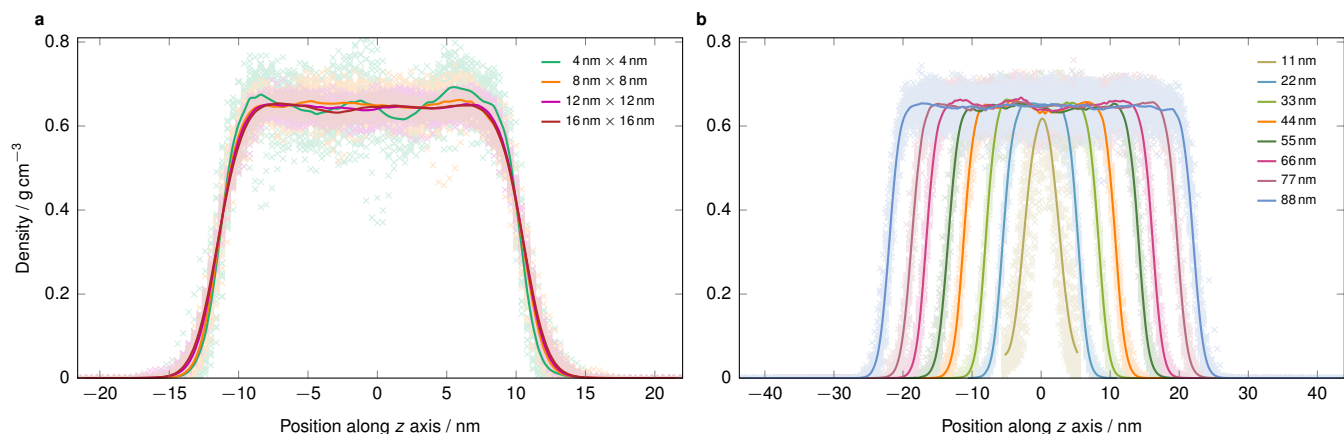 a
Density / g cm⁻³
0.8
0.6
0.4
0.2
0
−20 −15 −10 −5 0 5 10 15 20
Position along z axis / nm
4 nm × 4 nm
8 nm × 8 nm
12 nm × 12 nm
16 nm × 16 nm
b
0.8
0.6
0.4
0.2
0
−40 −30 −20 −10 0 10 20 30 40
Position along z axis / nm
11 nm
22 nm
33 nm
44 nm
55 nm
66 nm
77 nm
88 nm